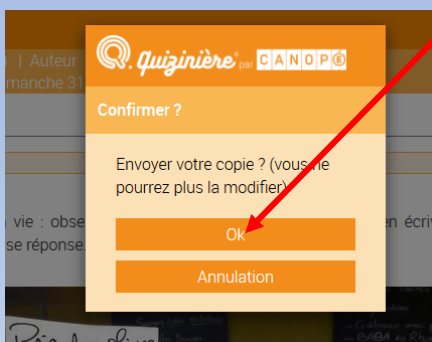 Quizinière par CANOPÉ
| Auteur
manche 31
Confirmer ?
Envoyer votre copie ? (vous ne
pourrez plus la modifier)
vie : obse
en écriv
se réponse.
Ok
Annulation